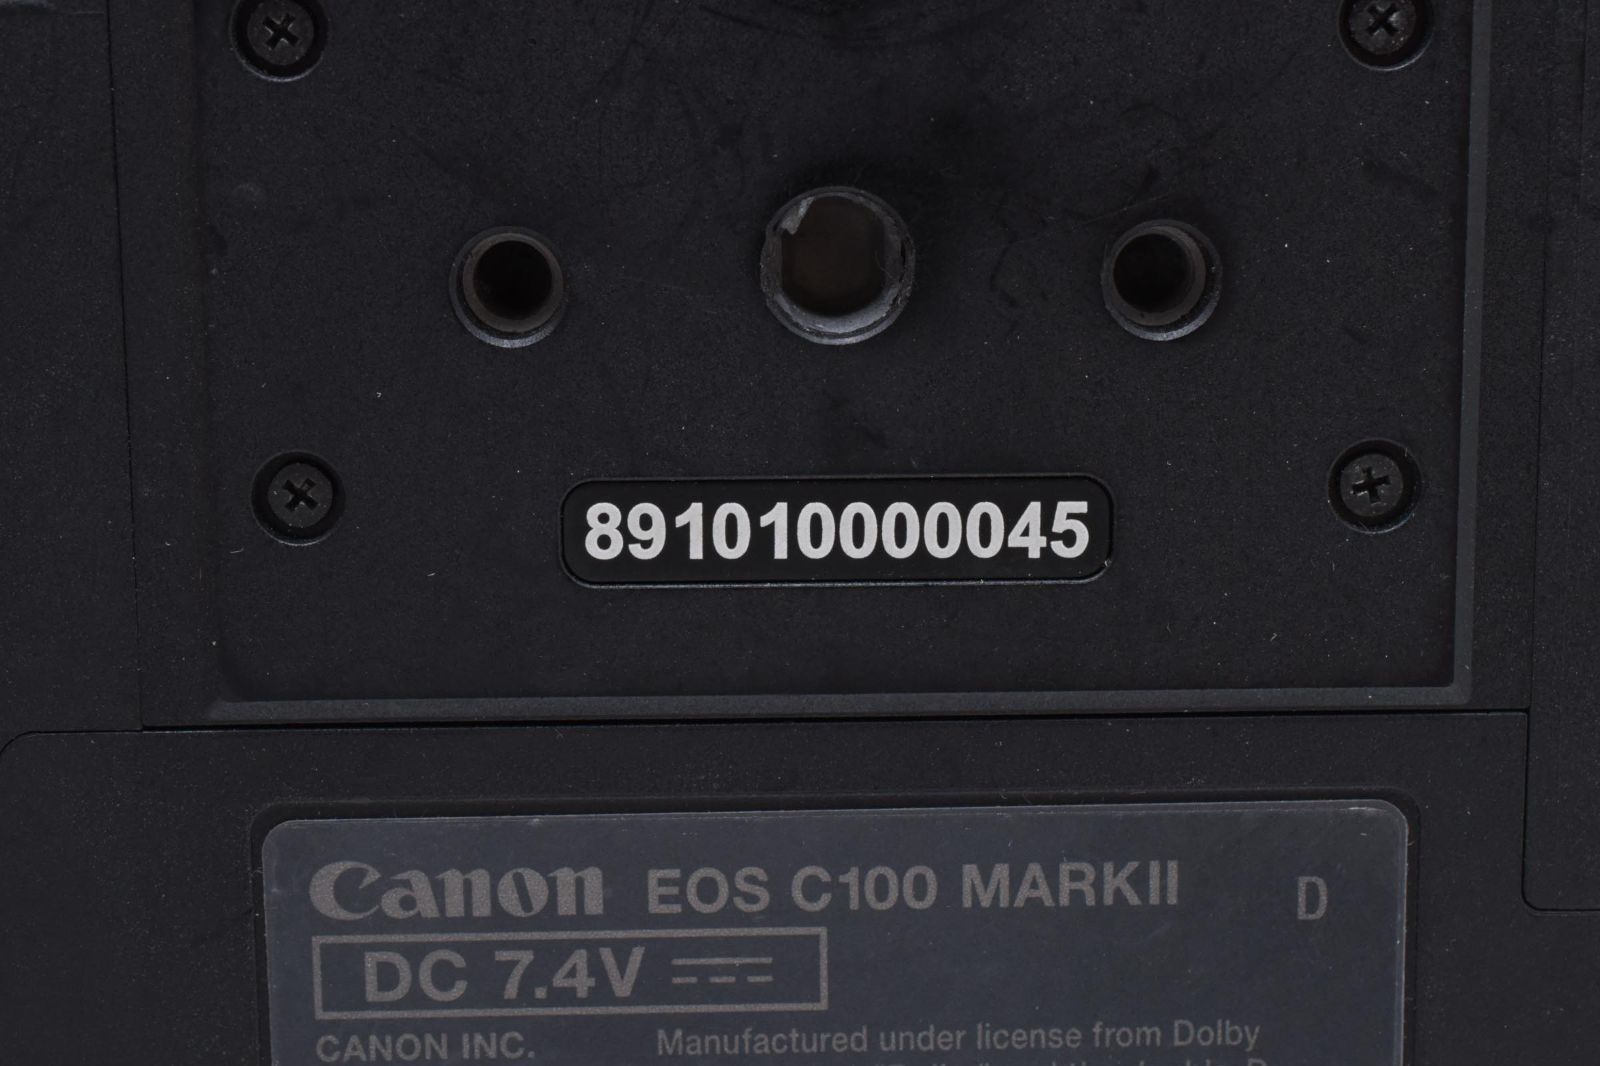 891010000045
Canon EOS C100 MARKII D
DC 7.4V
CANON INC. Manufactured under license from Dolby